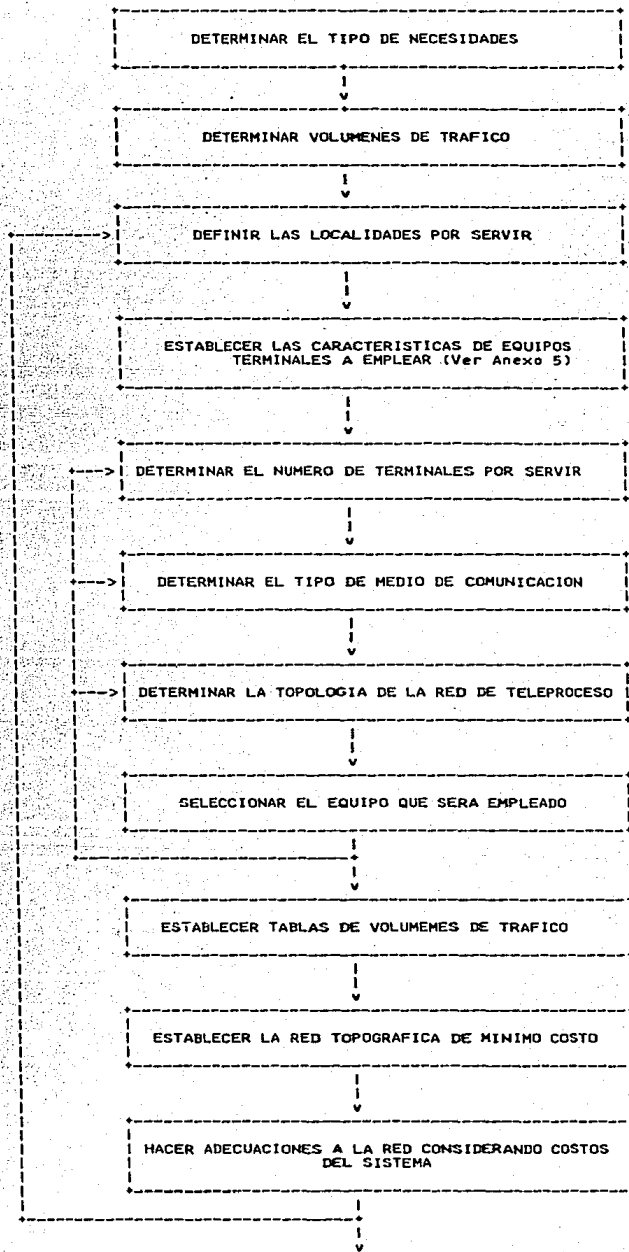 DETERMINAR EL TIPO DE NECESIDADES
DETERMINAR VOLUMENES DE TRAFICO
DEFINIR LAS LOCALIDADES POR SERVIR
ESTABLECER LAS CARACTERISTICAS DE EQUIPOS
TERMINALES A EMPLEAR (Ver Anexo 5)
DETERMINAR EL NUMERO DE TERMINALES POR SERVIR
DETERMINAR EL TIPO DE MEDIO DE COMUNICACION
DETERMINAR LA TOPOLOGIA DE LA RED DE TELEPROCESO
SELECCIONAR EL EQUIPO QUE SERA EMPLEADO
ESTABLECER TABLAS DE VOLUMEMES DE TRAFICO
ESTABLECER LA RED TOPOGRAFICA DE MINIMO COSTO
HACER ADECUACIONES A LA RED CONSIDERANDO COSTOS
DEL SISTEMA